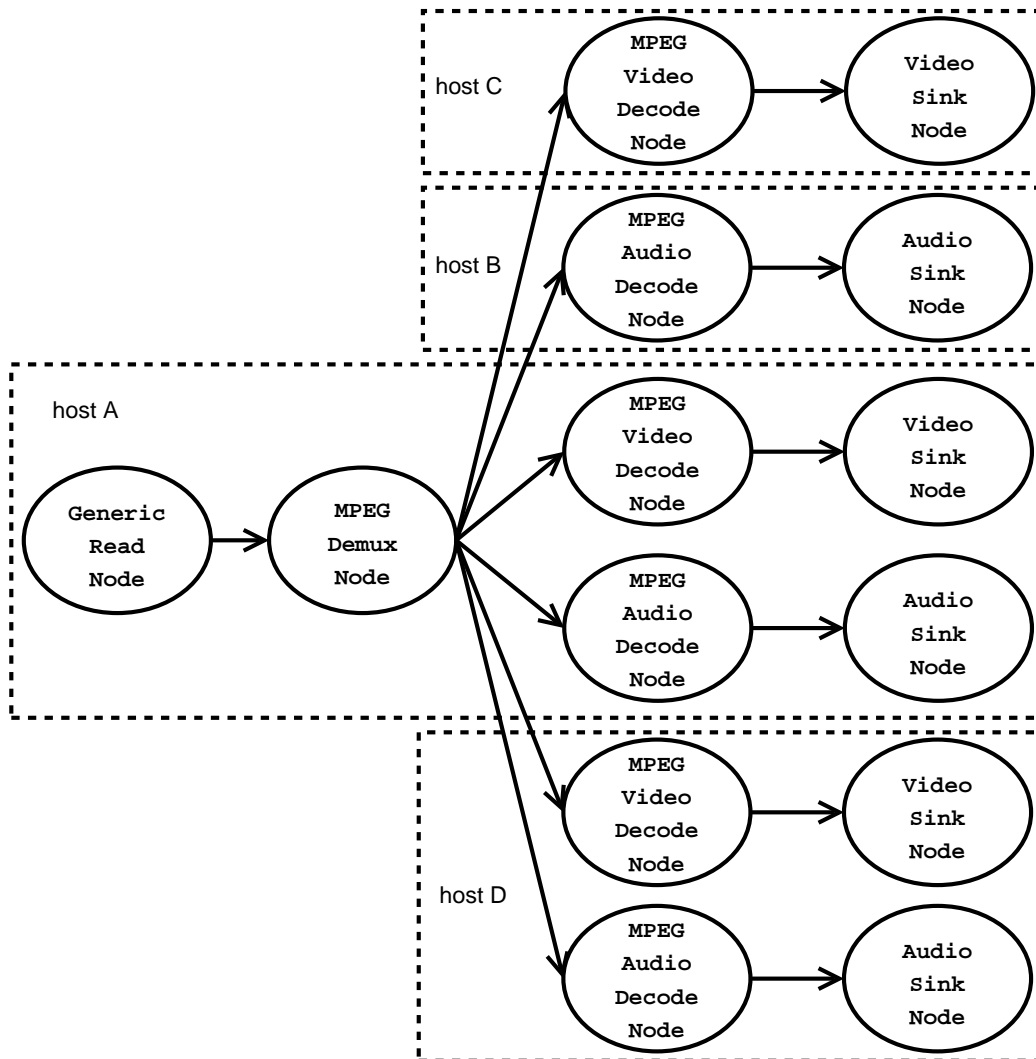 host C
MPEG
Video
Decode
Node
Video
Sink
Node
host B
MPEG
Audio
Decode
Node
Audio
Sink
Node
host A
Generic
Read
Node
MPEG
Demux
Node
MPEG
Video
Decode
Node
Video
Sink
Node
MPEG
Audio
Decode
Node
Audio
Sink
Node
host D
MPEG
Video
Decode
Node
Video
Sink
Node
MPEG
Audio
Decode
Node
Audio
Sink
Node